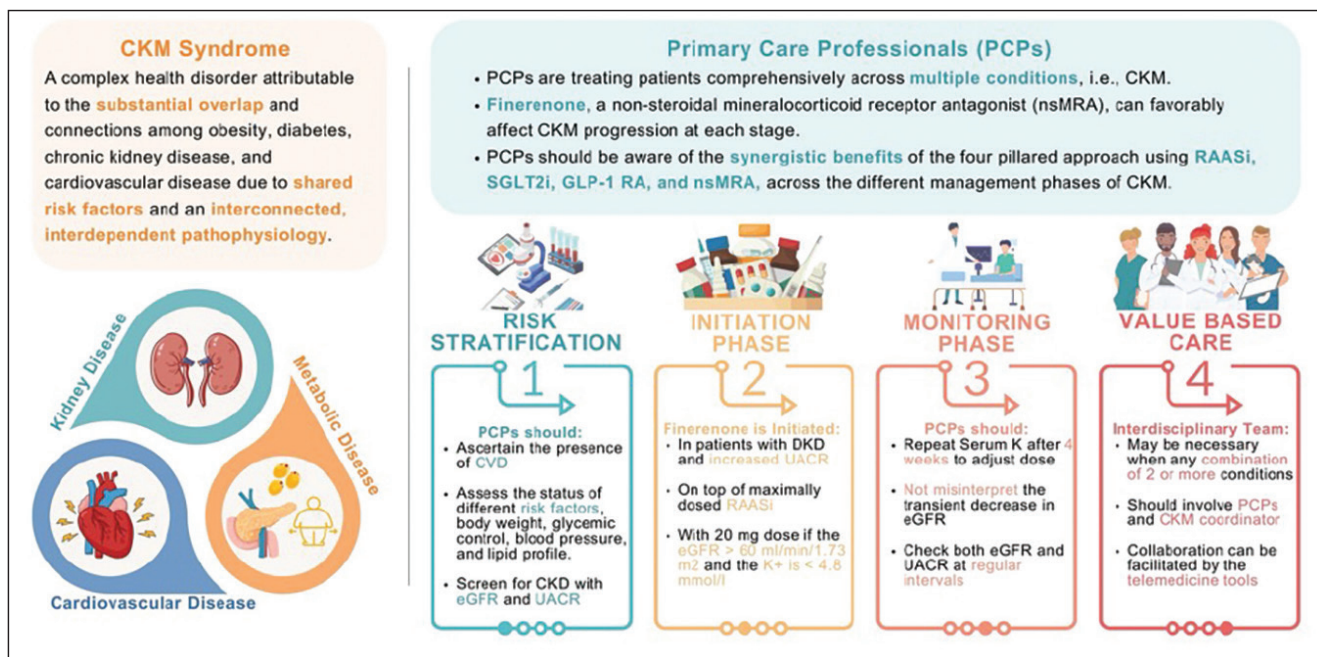 CKM Syndrome
A complex health disorder attributable
to the substantial overlap and
connections among obesity, diabetes,
chronic kidney disease, and
cardiovascular disease due to shared
risk factors and an interconnected,
interdependent pathophysiology.
Kidney Disease
Metabolic Disease
Cardiovascular Disease
Primary Care Professionals (PCPs)
• PCPs are treating patients comprehensively across multiple conditions, i.e., CKM.
• Finerenone, a non-steroidal mineralocorticoid receptor antagonist (nsMRA), can favorably
affect CKM progression at each stage.
• PCPs should be aware of the synergistic benefits of the four pillared approach using RAASi,
SGLT2i, GLP-1 RA, and nsMRA, across the different management phases of CKM.
RISK
STRATIFICATION
1
PCPs should:
• Ascertain the presence
of CVD
• Assess the status of
different risk factors,
body weight, glycemic
control, blood pressure,
and lipid profile.
• Screen for CKD with
eGFR and UACR
INITIATION
PHASE
2
Finerenone is Initiated:
• In patients with DKD
and increased UACR
• On top of maximally
dosed RAASi
• With 20 mg dose if the
eGFR > 60 ml/min/1.73
m2 and the K+ is < 4.8
mmol/l
MONITORING
PHASE
3
PCPs should:
• Repeat Serum K after 4
weeks to adjust dose
• Not misinterpret the
transient decrease in
eGFR
• Check both eGFR and
UACR at regular
intervals
VALUE BASED
CARE
4
Interdisciplinary Team:
• May be necessary
when any combination
of 2 or more conditions
• Should involve PCPs
and CKM coordinator
• Collaboration can be
facilitated by the
telemedicine tools